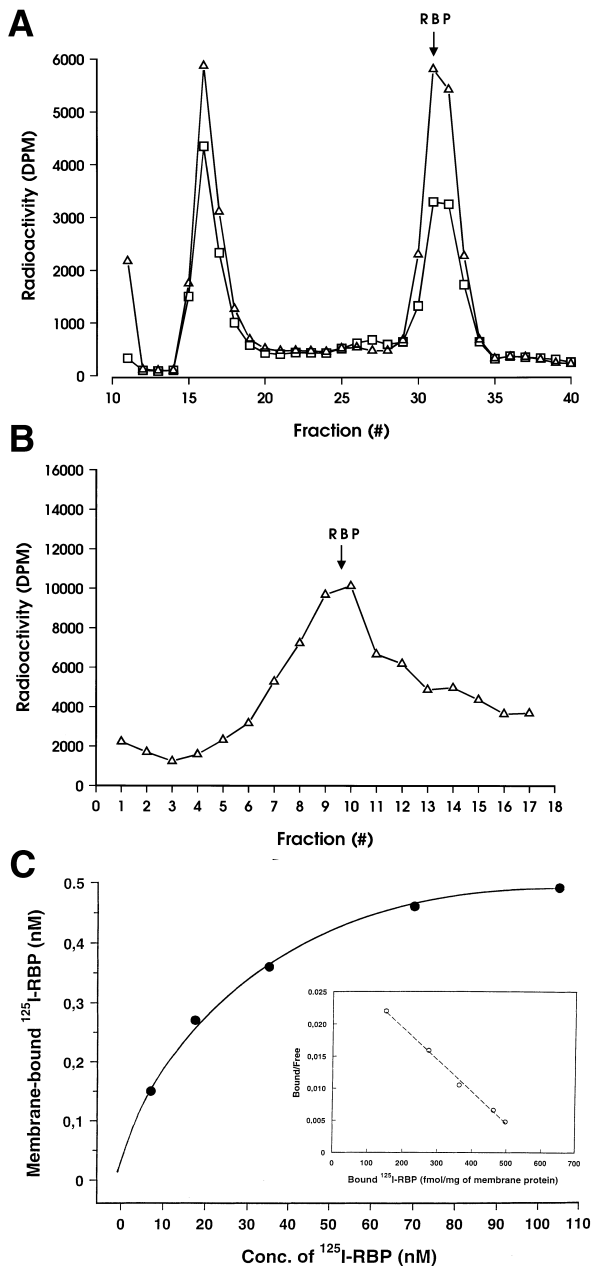 A
RBP
6000
5000
4000
3000
2000
1000
0
Radioactivity (DPM)
10 15 20 25 30 35 40
Fraction (#)
B
RBP
16000
14000
12000
10000
8000
6000
4000
2000
0
Radioactivity (DPM)
0 1 2 3 4 5 6 7 8 9 10 11 12 13 14 15 16 17 18
Fraction (#)
C
0.5
0,4
0,3
0,2
0,1
0
Membrane-bound ¹²⁵I-RBP (nM)
0.025
0,020
0,015
0,010
0,005
0
Bound/Free
0 100 200 300 400 500 600 700
Bound ¹²⁵I-RBP (fmol/mg of membrane protein)
0 10 20 30 40 50 60 70 80 90 100 110
Conc. of ¹²⁵I-RBP (nM)